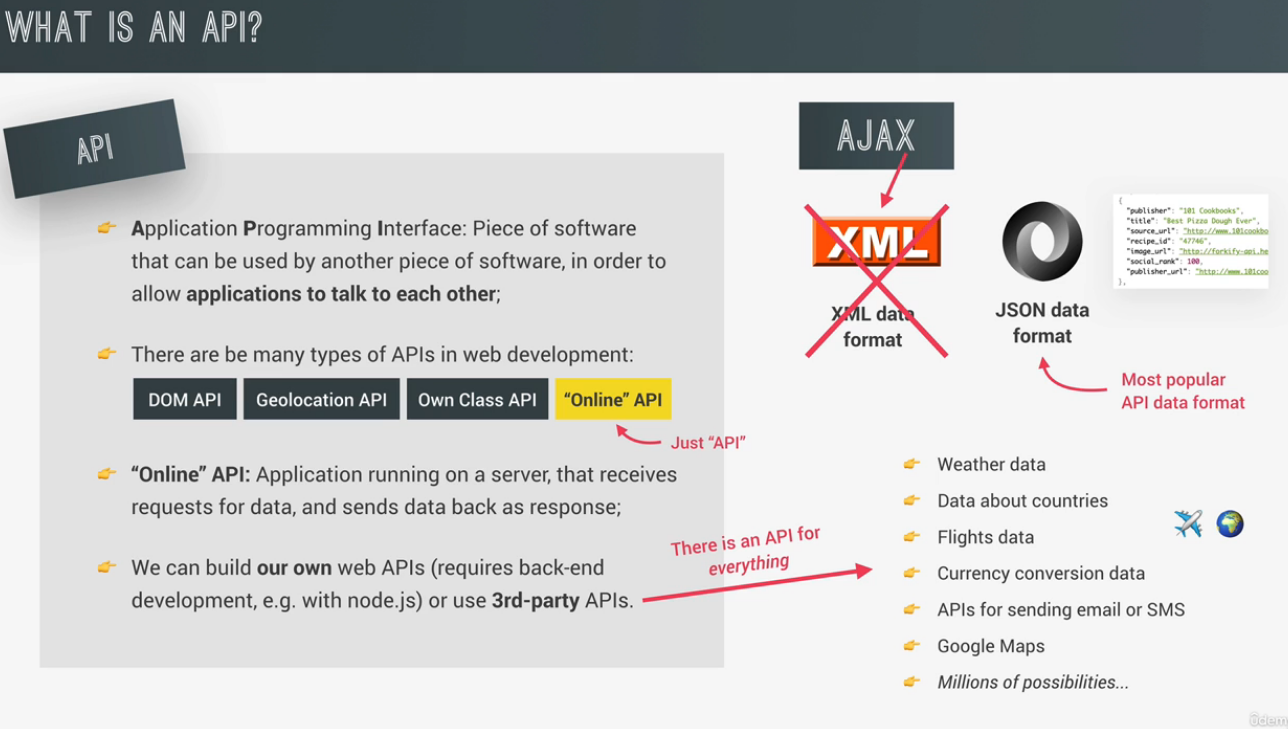 WHAT IS AN API?
API
👉 Application Programming Interface: Piece of software
that can be used by another piece of software, in order to
allow applications to talk to each other;
👉 There are be many types of APIs in web development:
DOM API
Geolocation API
Own Class API
“Online” API
Just “API”
👉 “Online” API: Application running on a server, that receives
requests for data, and sends data back as response;
👉 We can build our own web APIs (requires back-end
development, e.g. with node.js) or use 3rd-party APIs.
There is an API for
everything
AJAX
XML
XML data
format
JSON data
format
{
"publisher": "101 Cookbooks",
"title": "Best Pizza Dough Ever",
"source_url": "http://www.101cookbo
"recipe_id": "47746",
"image_url": "http://forkify-api.he
"social_rank": 100,
"publisher_url": "http://www.101coo
},
Most popular
API data format
👉 Weather data
👉 Data about countries
👉 Flights data
👉 Currency conversion data
👉 APIs for sending email or SMS
👉 Google Maps
👉 Millions of possibilities...